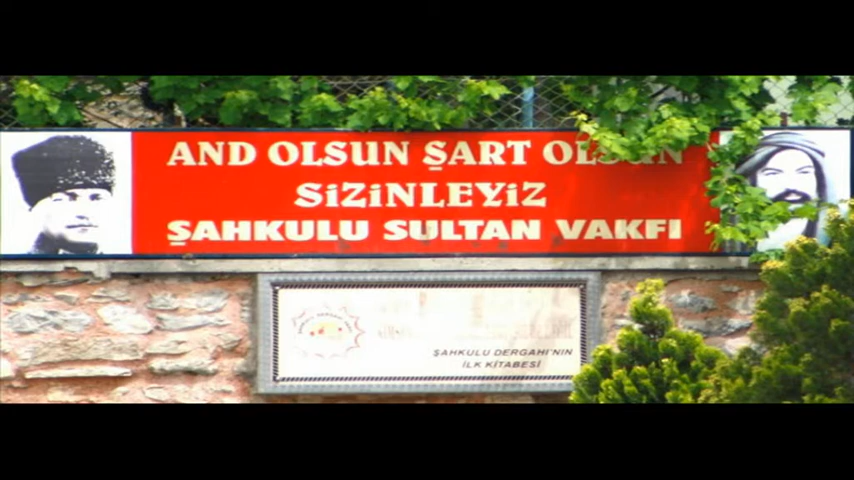 AND OLSUN ŞART OLSUN
SİZİNLEYİZ
ŞAHKULU SULTAN VAKFI
ŞAHKULU DERGAHI'NIN
İLK KİTABESİ